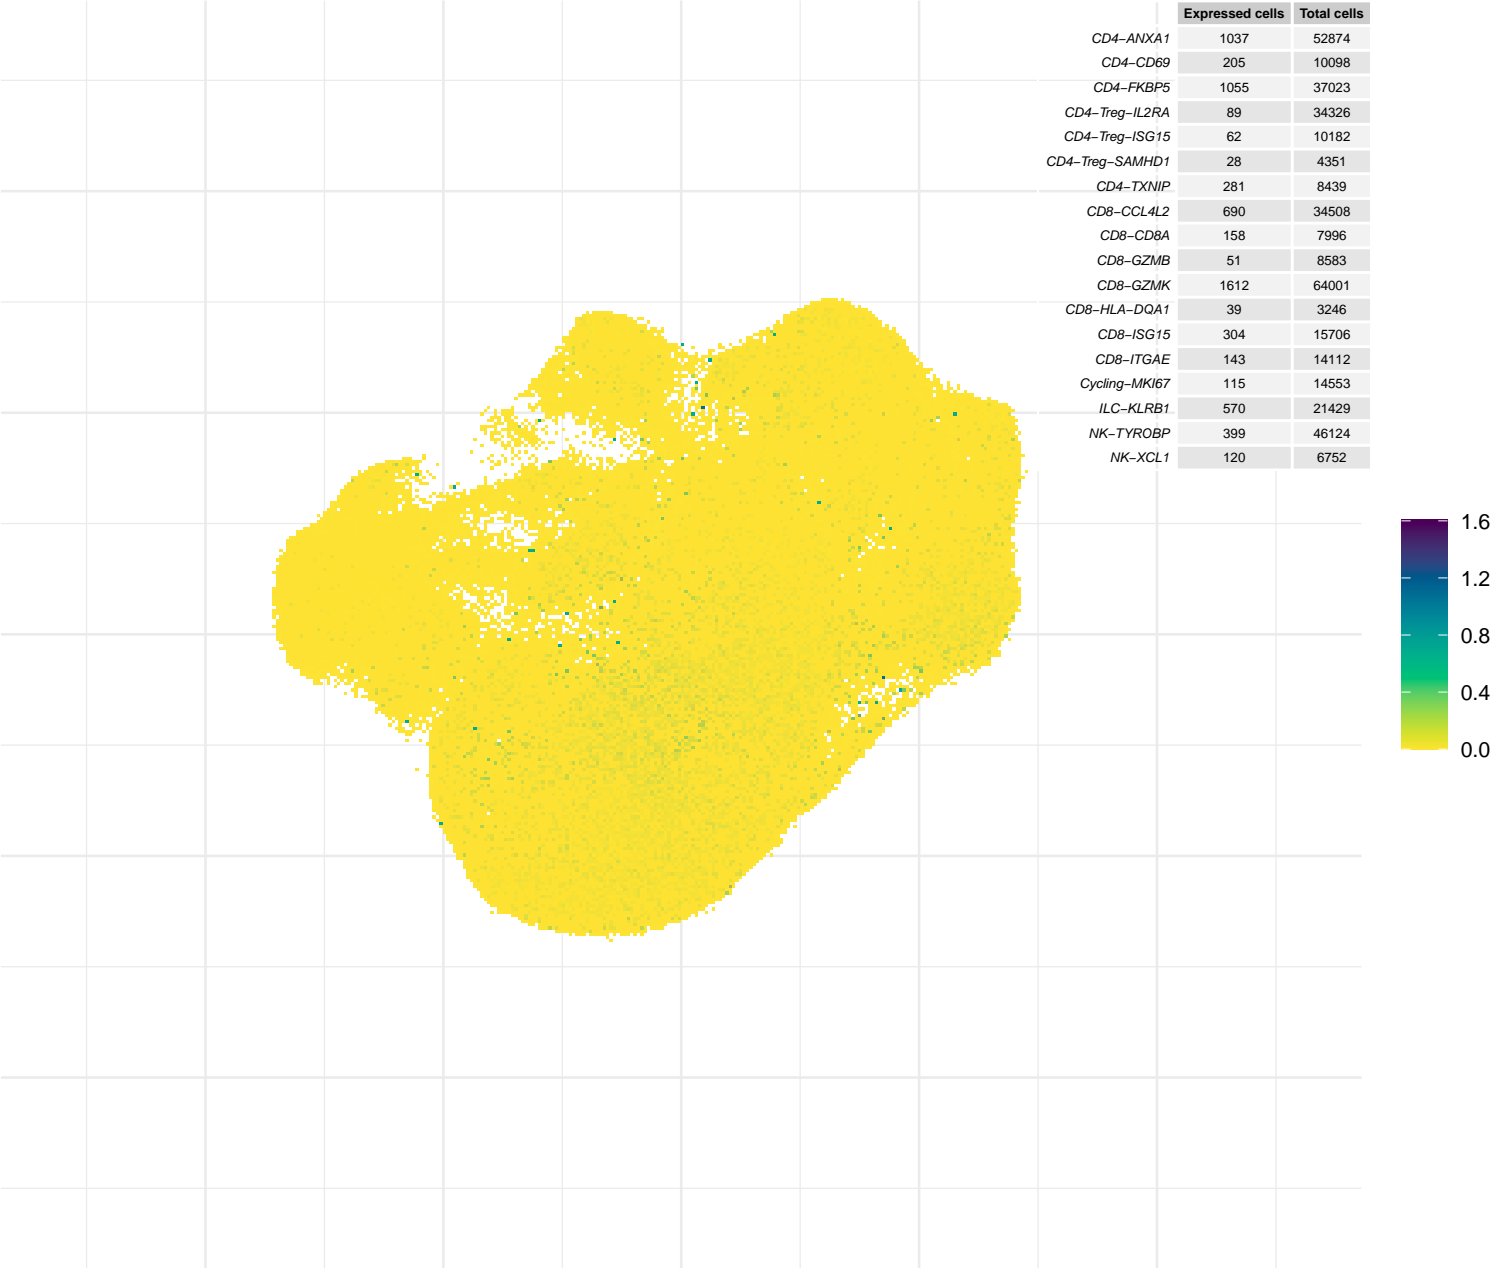 Expressed cells Total cells
CD4−ANXA1 1037 52874
CD4−CD69 205 10098
CD4−FKBP5 1055 37023
CD4−Treg−IL2RA 89 34326
CD4−Treg−ISG15 62 10182
CD4−Treg−SAMHD1 28 4351
CD4−TXNIP 281 8439
CD8−CCL4L2 690 34508
CD8−CD8A 158 7996
CD8−GZMB 51 8583
CD8−GZMK 1612 64001
CD8−HLA−DQA1 39 3246
CD8−ISG15 304 15706
CD8−ITGAE 143 14112
Cycling−MKI67 115 14553
ILC−KLRB1 570 21429
NK−TYROBP 399 46124
NK−XCL1 120 6752
1.6
1.2
0.8
0.4
0.0